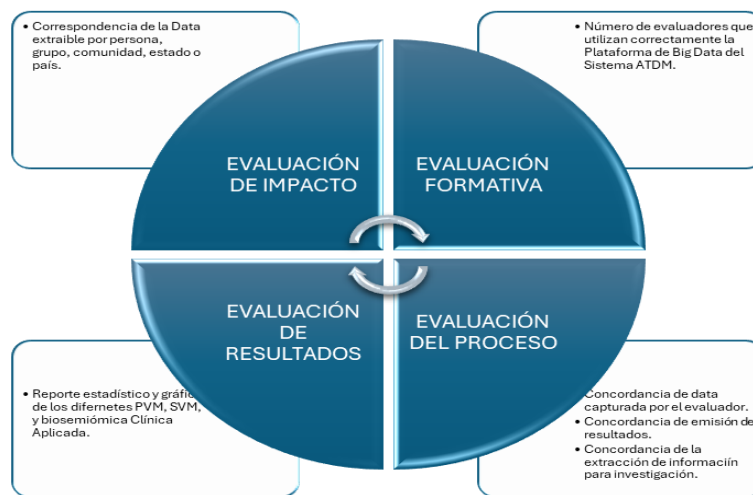 • Correspondencia de la Data
extraible por persona,
grupo, comunidad, estado o
país.
• Número de evaluadores que
utilizan correctamente la
Plataforma de Big Data del
Sistema ATDM.
EVALUACIÓN
DE IMPACTO
EVALUACIÓN
FORMATIVA
EVALUACIÓN
DE
RESULTADOS
EVALUACIÓN
DEL PROCESO
• Reporte estadístico y gráfi
de los difernetes PVM, SVM,
y biosemiómica Clínica
Aplicada.
Concordancia de data
capturada por el evaluador.
• Concordancia de emisión de
resultados.
• Concordancia de la
extracción de informaciín
para investigación.